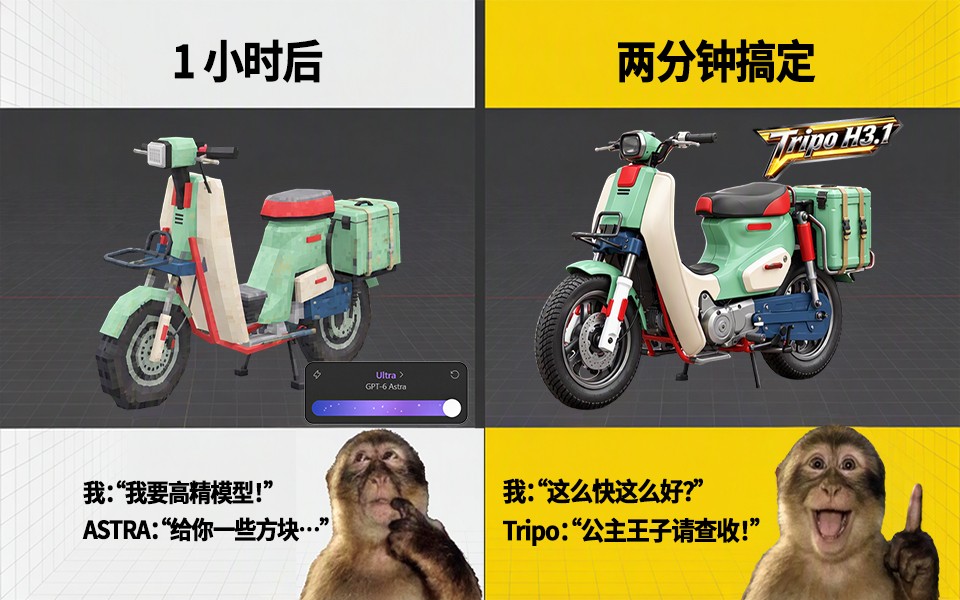 1 小时后
两分钟搞定
Tripo H3.1
Ultra >
GPT-6 Astra
我：“我要高精模型！”
ASTRA：“给你一些方块…”
我：“这么快这么好？”
Tripo：“公主王子请查收！”